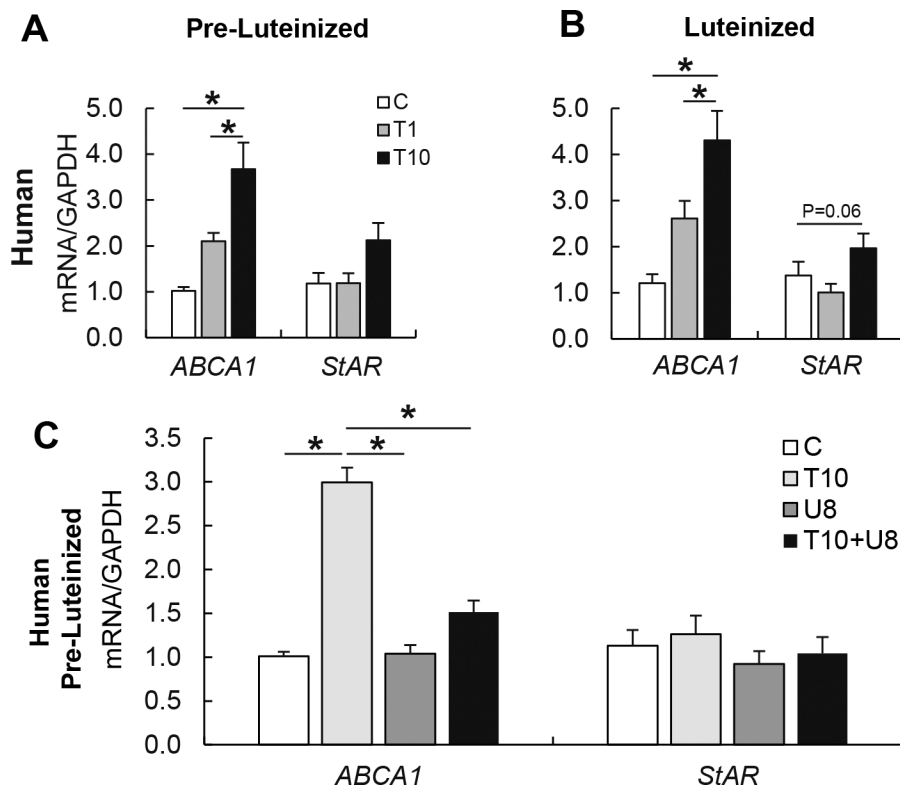 A
Pre-Luteinized
Human
mRNA/GAPDH
5.0
4.0
3.0
2.0
1.0
0.0
*
*
C
T1
T10
ABCA1
StAR
B
Luteinized
5.0
4.0
3.0
2.0
1.0
0.0
*
*
P=0.06
ABCA1
StAR
C
Human
Pre-Luteinized
mRNA/GAPDH
3.5
3.0
2.5
2.0
1.5
1.0
0.5
0.0
*
*
*
C
T10
U8
T10+U8
ABCA1
StAR